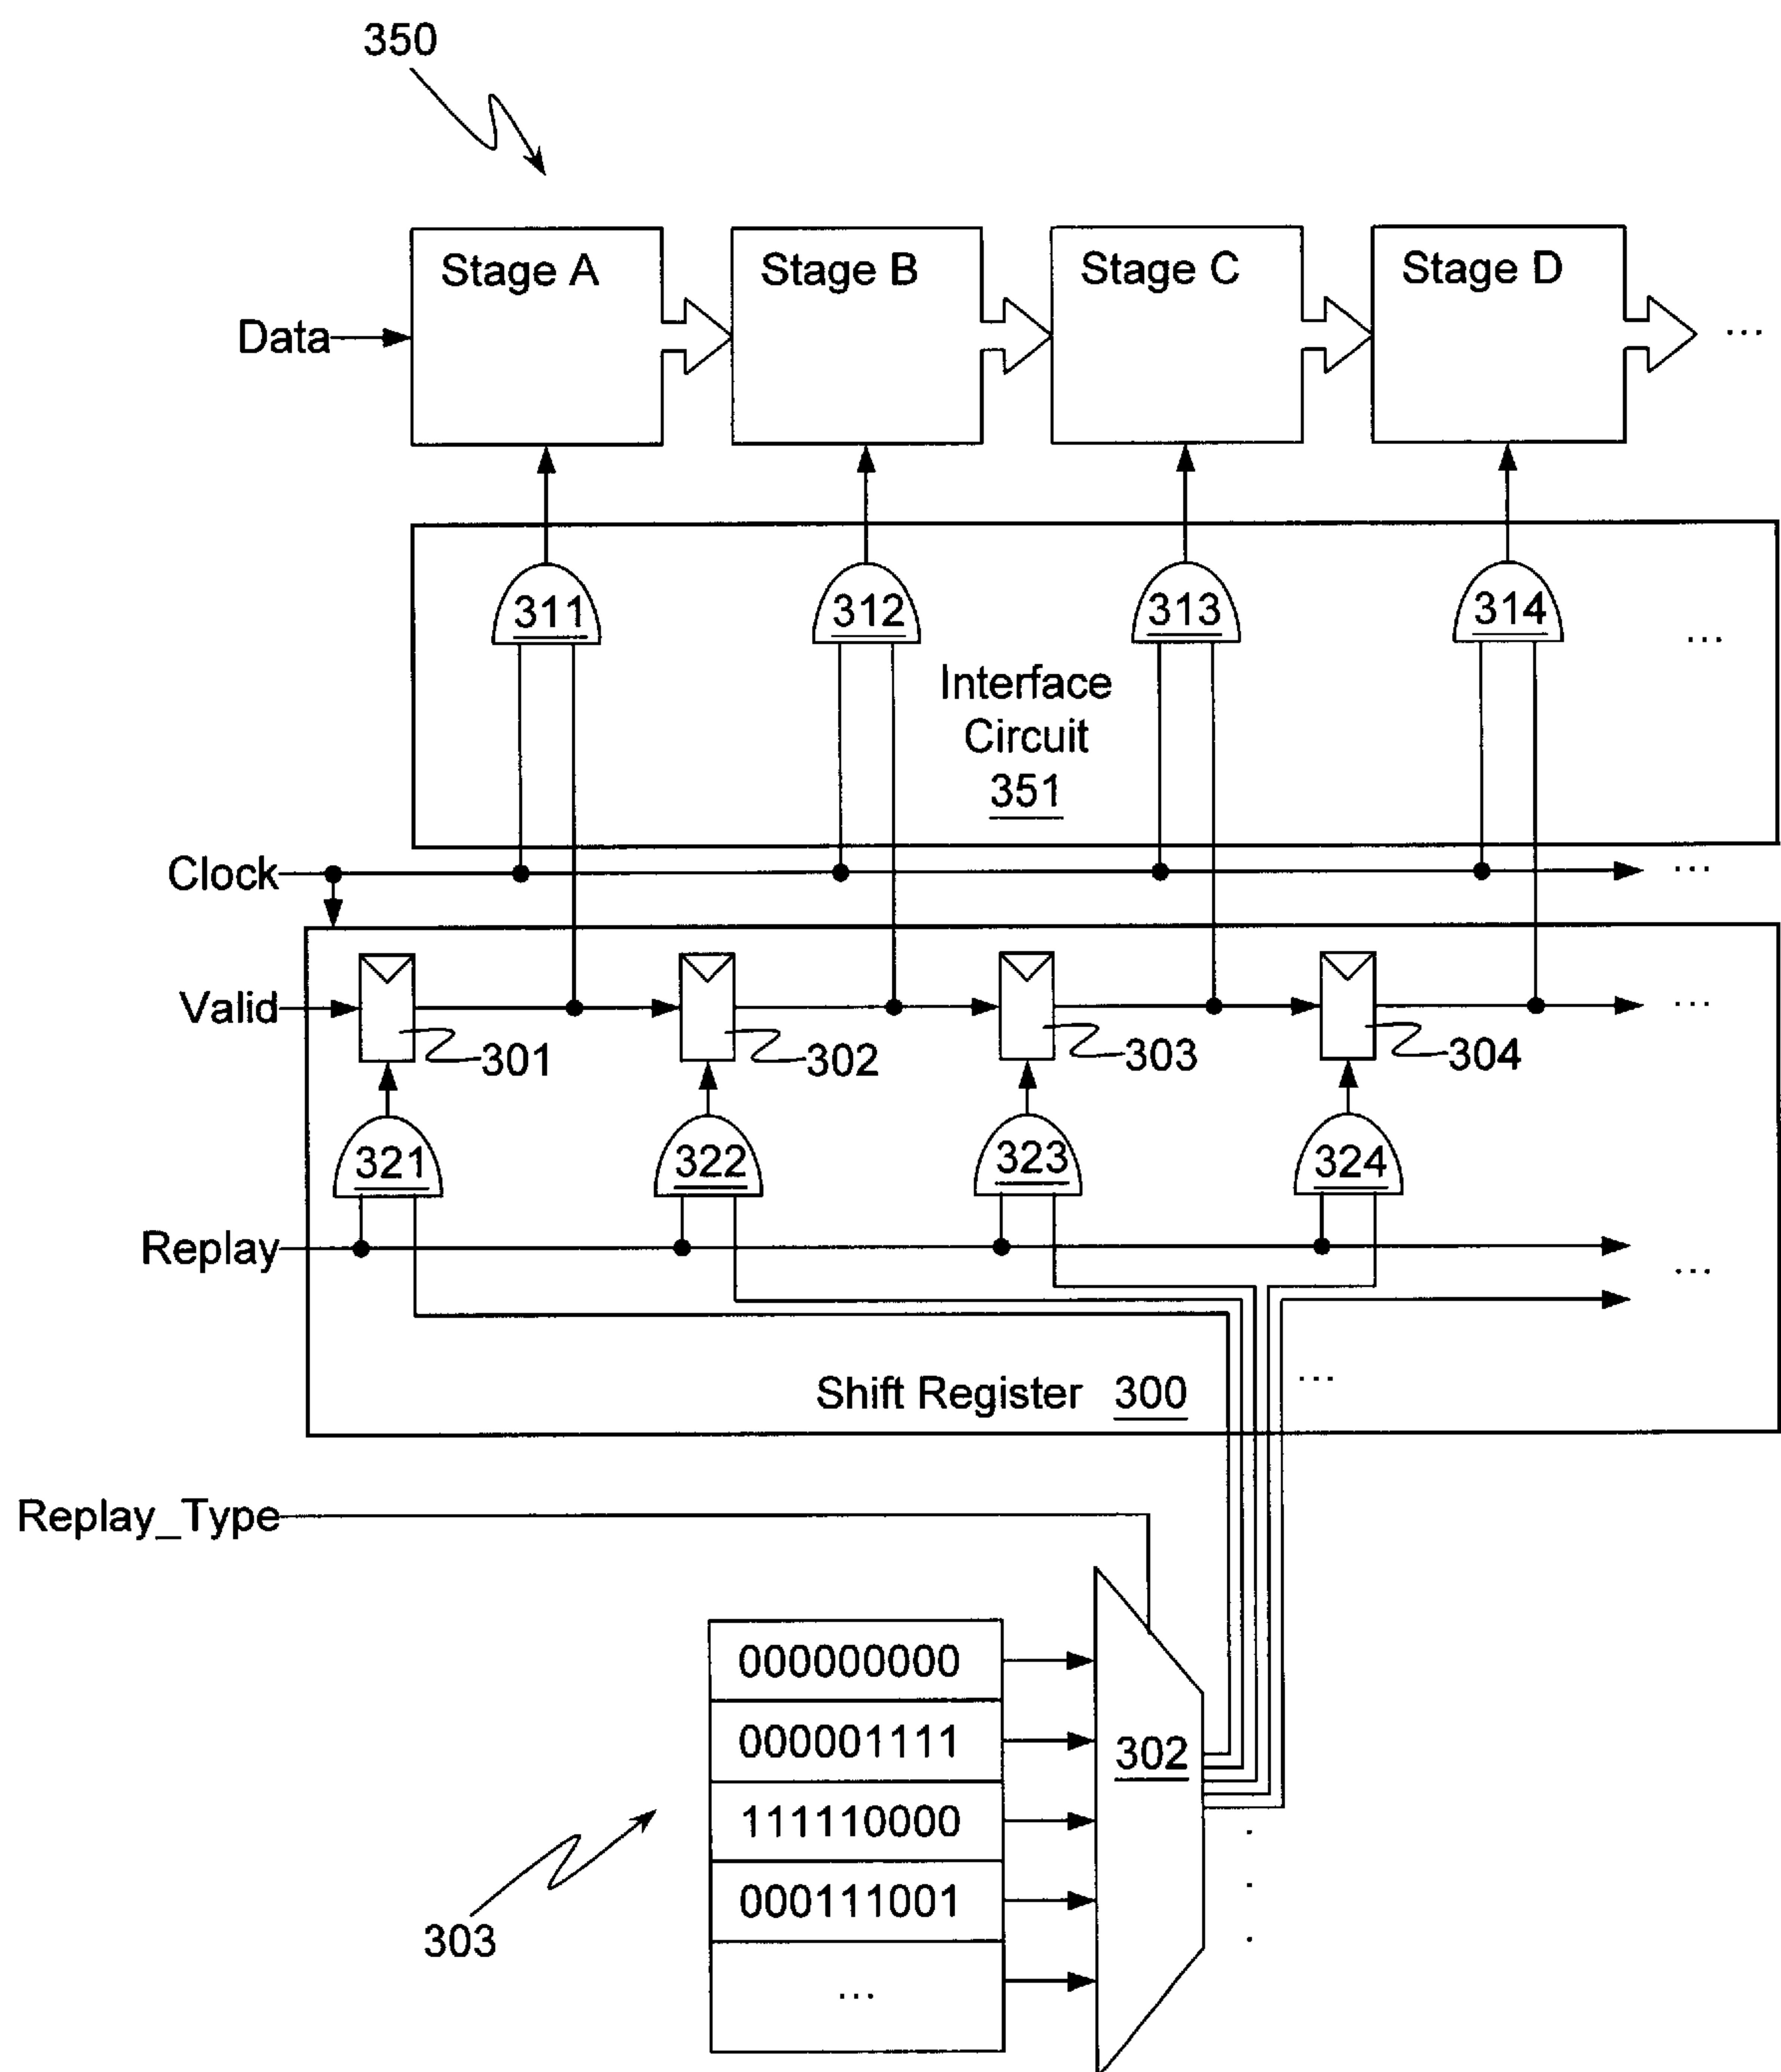 350
Stage A
Stage B
Stage C
Stage D
Data
...
311
312
313
314
...
Interface
Circuit
351
Clock
...
Valid
...
301
302
303
304
321
322
323
324
Replay
...
Shift Register 300
...
Replay_Type
000000000
000001111
302
111110000
000111001
303
...